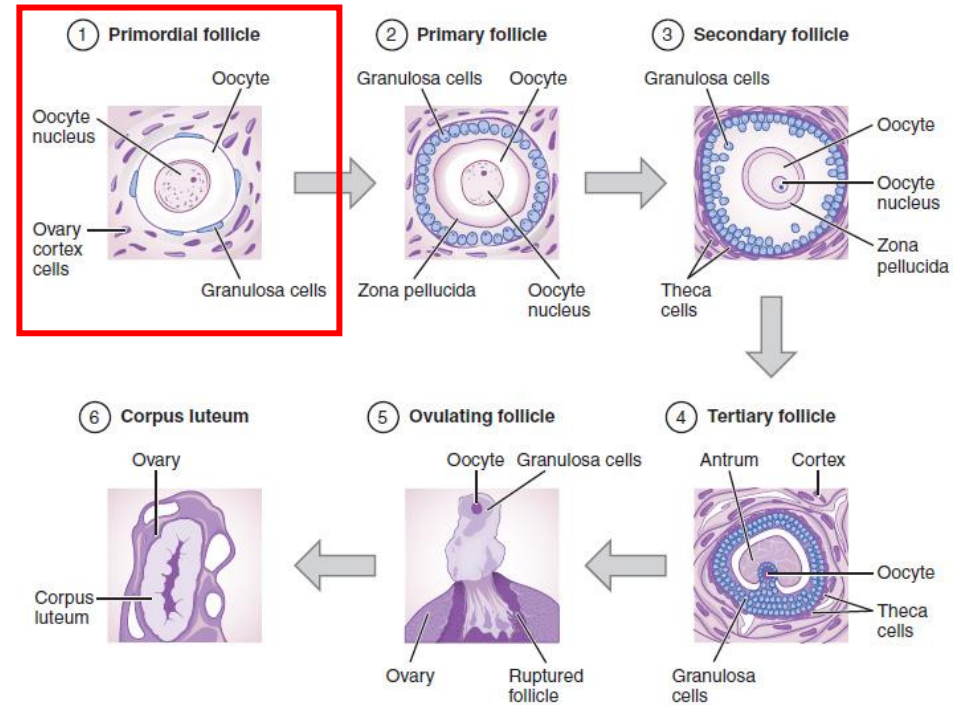 1 Primordial follicle
Oocyte
Oocyte
nucleus
Ovary
cortex
cells
Granulosa cells
2 Primary follicle
Granulosa cells
Oocyte
Zona pellucida
Oocyte
nucleus
3 Secondary follicle
Granulosa cells
Oocyte
Oocyte
nucleus
Zona
pellucida
Theca
cells
4 Tertiary follicle
Antrum
Cortex
Oocyte
Theca
cells
Granulosa
cells
5 Ovulating follicle
Oocyte
Granulosa cells
Ovary
Ruptured
follicle
6 Corpus luteum
Ovary
Corpus
luteum